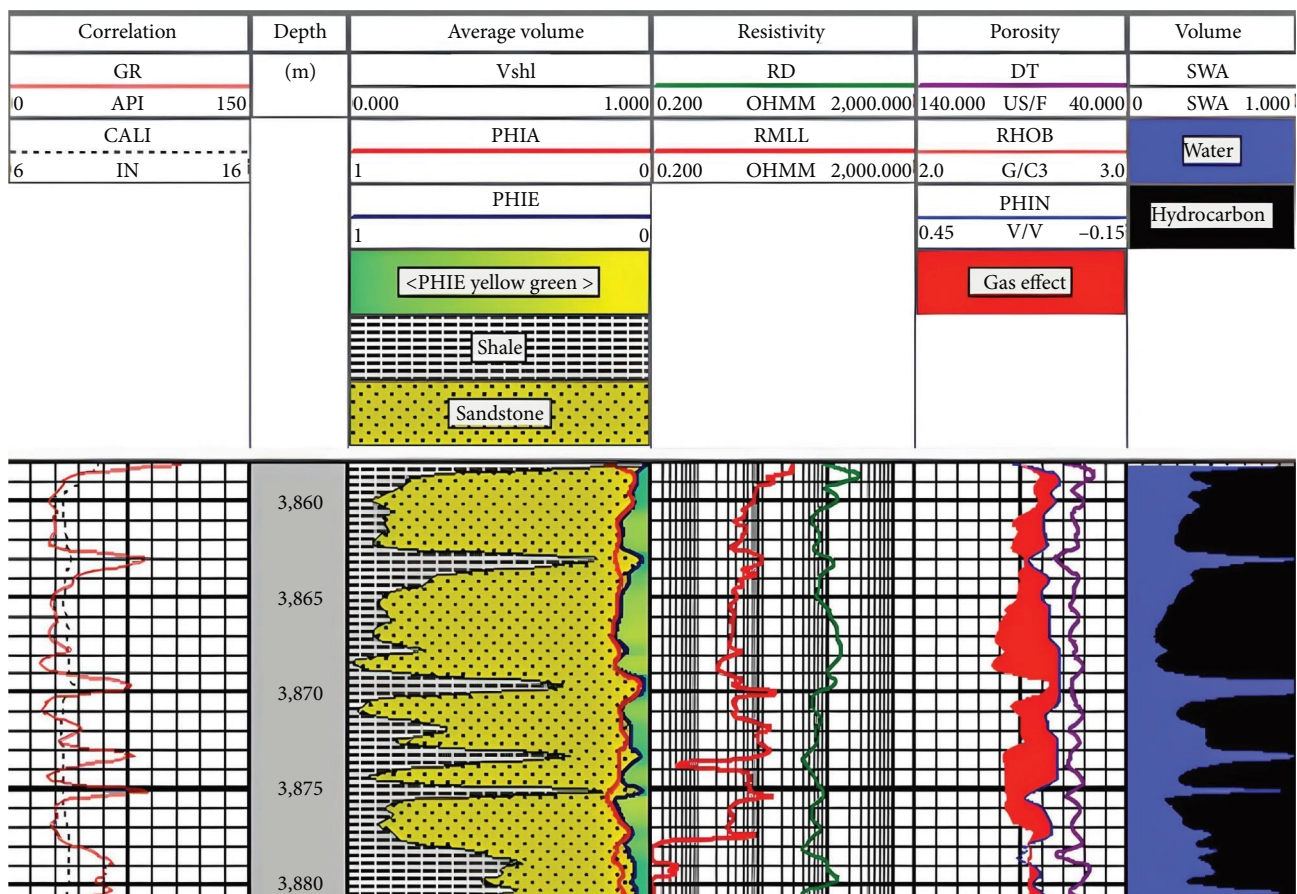 Correlation Depth Average volume Resistivity Porosity Volume
GR (m) Vshl RD DT SWA
0 API 150 0.000 1.000 0.200 OHMM 2,000.000 140.000 US/F 40.000 0 SWA 1.000
CALI PHIA RMLL RHOB Water
6 IN 16 1 0 0.200 OHMM 2,000.000 2.0 G/C3 3.0
PHIE PHIN Hydrocarbon
1 0 0.45 V/V –0.15
<PHIE yellow green > Gas effect
Shale
Sandstone
3,860
3,865
3,870
3,875
3,880